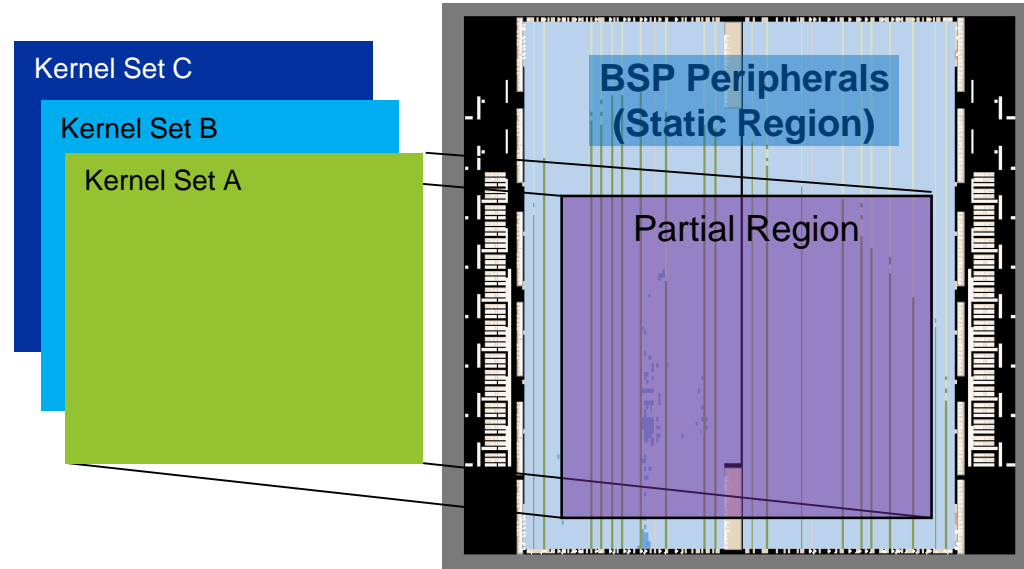 Kernel Set C
Kernel Set B
Kernel Set A
BSP Peripherals
(Static Region)
Partial Region